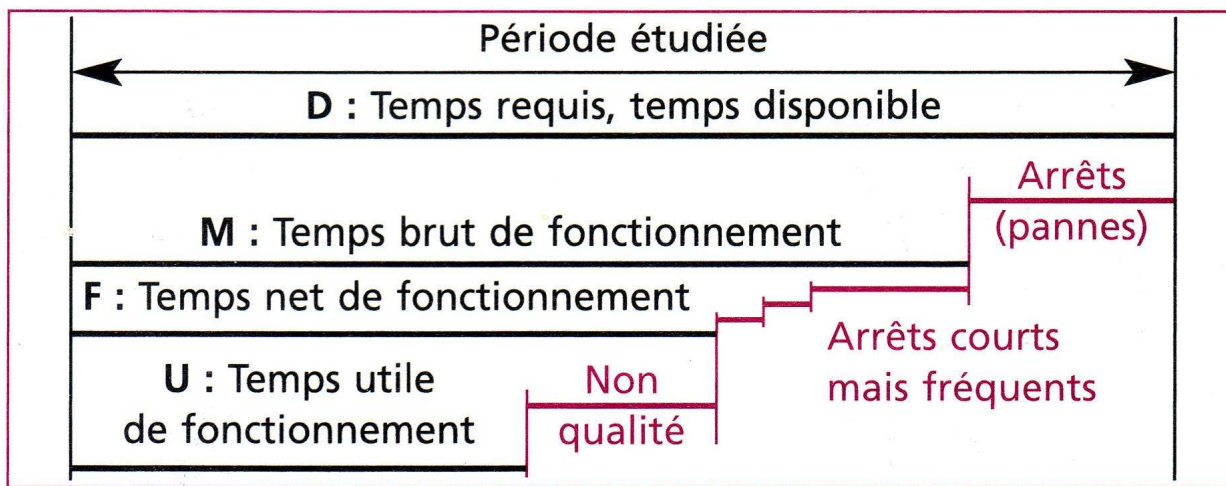 Période étudiée
D : Temps requis, temps disponible
Arrêts
(pannes)
M : Temps brut de fonctionnement
F : Temps net de fonctionnement
Arrêts courts
mais fréquents
U : Temps utile
de fonctionnement
Non
qualité